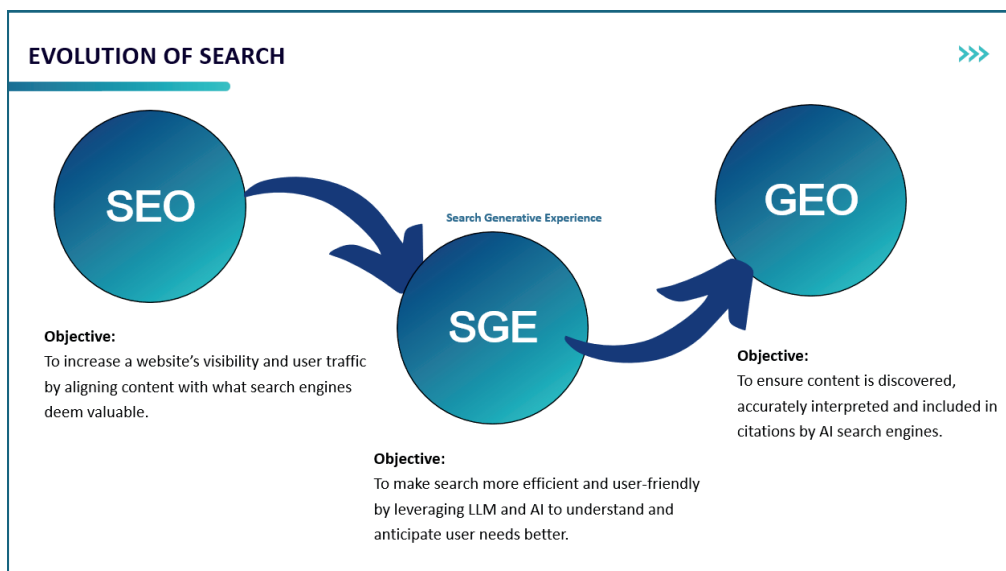 EVOLUTION OF SEARCH
SEO
Objective:
To increase a website’s visibility and user traffic
by aligning content with what search engines
deem valuable.
Search Generative Experience
SGE
Objective:
To make search more efficient and user-friendly
by leveraging LLM and AI to understand and
anticipate user needs better.
GEO
Objective:
To ensure content is discovered,
accurately interpreted and included in
citations by AI search engines.